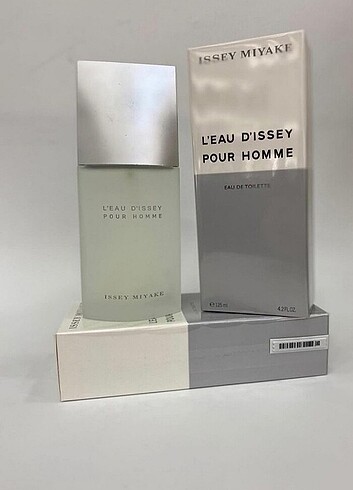 ISSEY MIYAKE
L'EAU D'ISSEY
POUR HOMME
EAU DE TOILETTE
℮ 125 ml
4.2 FL.OZ.
L'EAU D'ISSEY
POUR HOMME
ISSEY MIYAKE